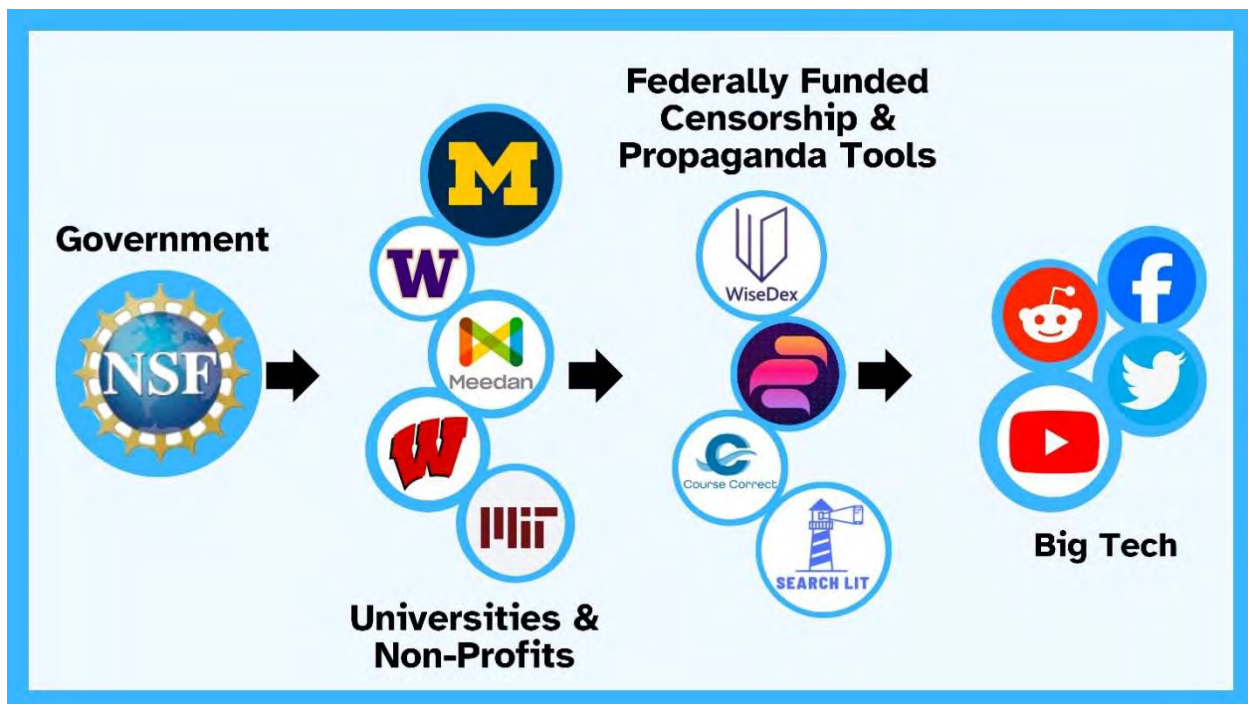 Government
NSF
M
W
Meedan
W
MIT
Universities &
Non-Profits
Federally Funded
Censorship &
Propaganda Tools
WiseDex
Course Correct
SEARCH LIT
f
Big Tech